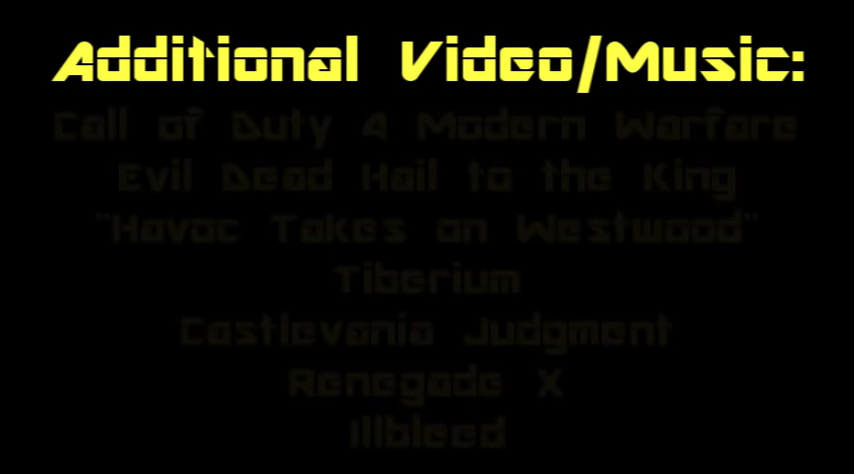 Additional Video/Music:
Call of Duty 4 Modern Warfare
Evil Dead Hail to the King
"Havoc Takes on Westwood"
Tiberium
Castlevania Judgment
Renegade X
Illbleed